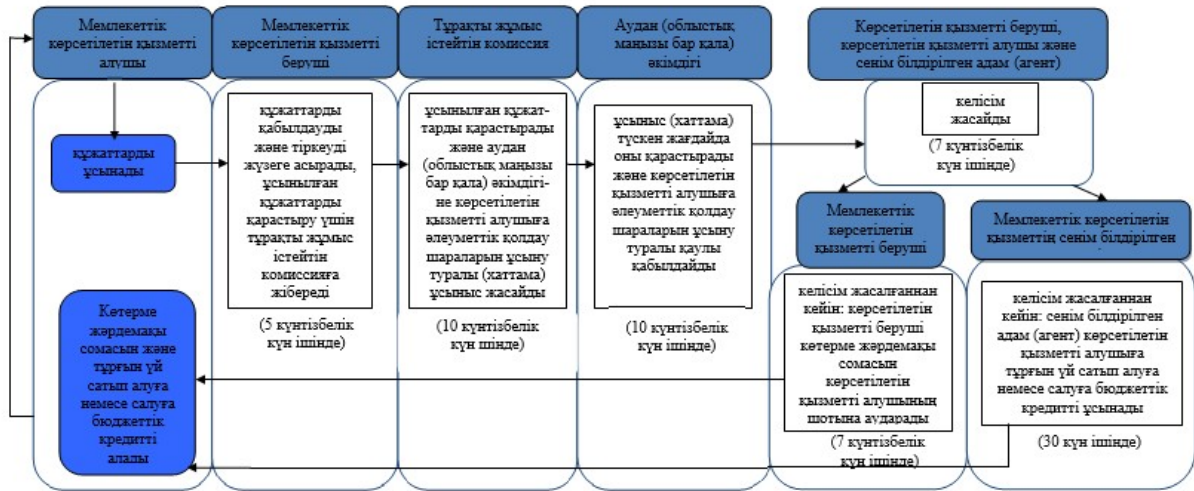 Мемлекеттік
көрсетілетін қызметті
алушы
Мемлекеттік
көрсетілетін қызметті
беруші
Тұрақты жұмыс
істейтін комиссия
Аудан (облыстық
маңызы бар қала)
әкімдігі
Көрсетілетін қызметті беруші,
көрсетілетін қызметті алушы және
сенім білдірілген адам (агент)
құжаттарды
ұсынады
құжаттарды
қабылдауды
және тіркеуді
жүзеге асырады,
ұсынылған
құжаттарды
қарастыру үшін
тұрақты жұмыс
істейтін
комиссияға
жібереді
(5 күнтізбелік
күн ішінде)
ұсынылған құжат-
тарды қарастырады
және аудан
(облыстық маңызы
бар қала) әкімдігі-
не көрсетілетін
қызметті алушыға
әлеуметтік қолдау
шараларын ұсыну
туралы (хаттама)
ұсыныс жасайды
(10 күнтізбелік
күн шінде)
ұсыныс (хаттама)
түскен жағдайда
оны қарастырады
және көрсетілетін
қызметті алушыға
әлеуметтік қолдау
шараларын ұсыну
туралы қаулы
қабылдайды
(10 күнтізбелік
күн ішінде)
келісім
жасайды
(7 күнтізбелік
күн ішінде)
Мемлекеттік
көрсетілетін
қызметті беруші
келісім жасалғаннан
кейін: көрсетілетін
қызметті беруші
көтерме жәрдемақы
сомасын
көрсетілетін
қызметті алушының
шотына аударады
(7 күнтізбелік
күн ішінде)
Мемлекеттік көрсетілетін
қызметтің сенім білдірілген
келісім жасалғаннан
кейін: сенім білдірілген
адам (агент) көрсетілетін
қызметті алушыға
тұрғын үй сатып алуға
немесе салуға бюджеттік
кредитті ұсынады
(30 күн ішінде)
Көтерме
жәрдемақы
сомасын және
тұрғын үй
сатып алуға
немесе салуға
бюджеттік
кредитті
алады